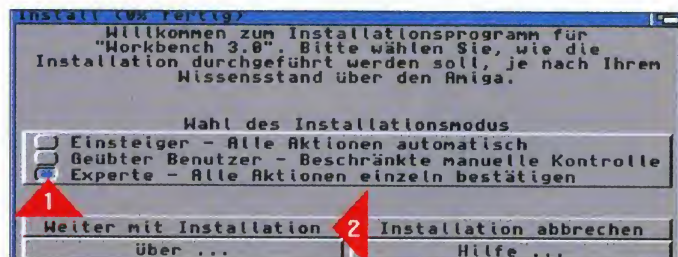 Install (0% fertig)
Willkommen zum Installationsprogramm für
"Workbench 3.0". Bitte wählen Sie, wie die
Installation durchgeführt werden soll, je nach Ihrem
Wissensstand über den Amiga.
Wahl des Installationsmodus
Einsteiger - Alle Aktionen automatisch
Geübter Benutzer - Beschränkte manuelle Kontrolle
Experte - Alle Aktionen einzeln bestätigen
1
Weiter mit Installation 2 Installation abbrechen
über ... Hilfe ...